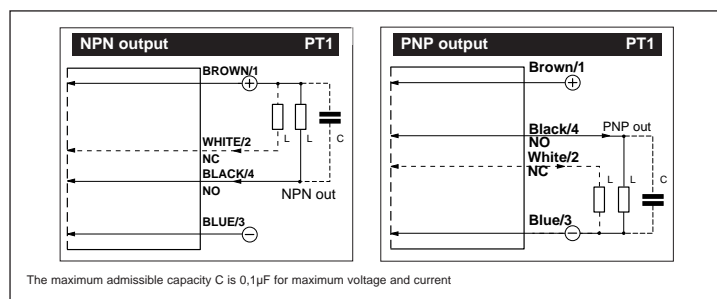 NPN output PT1
BROWN/1
L L C
WHITE/2
NC
BLACK/4
NO
NPN out
BLUE/3
PNP output PT1
Brown/1
Black/4 PNP out
NO
White/2
NC
L L C
Blue/3
The maximum admissible capacity C is 0,1µF for maximum voltage and current